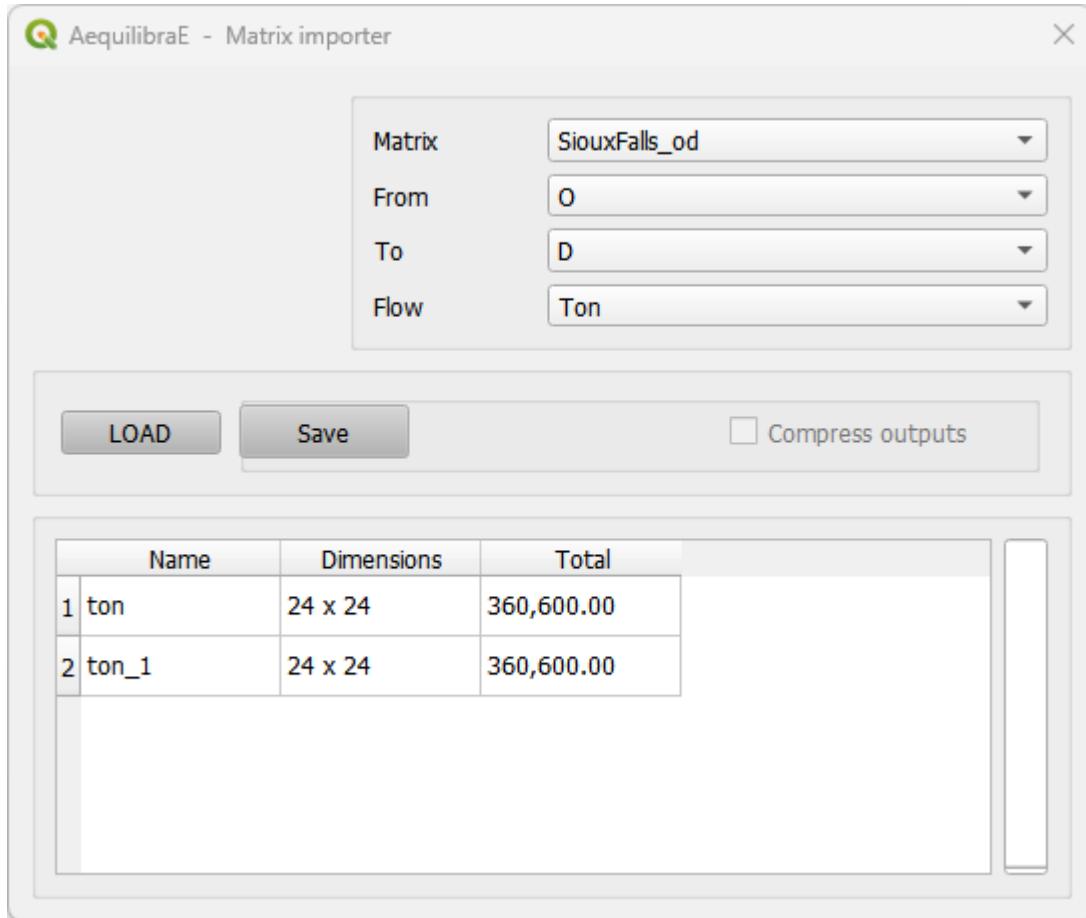 AequilibraE - Matrix importer
Matrix SiouxFalls_od
From O
To D
Flow Ton
LOAD Save Compress outputs
Name Dimensions Total
1 ton 24 x 24 360,600.00
2 ton_1 24 x 24 360,600.00